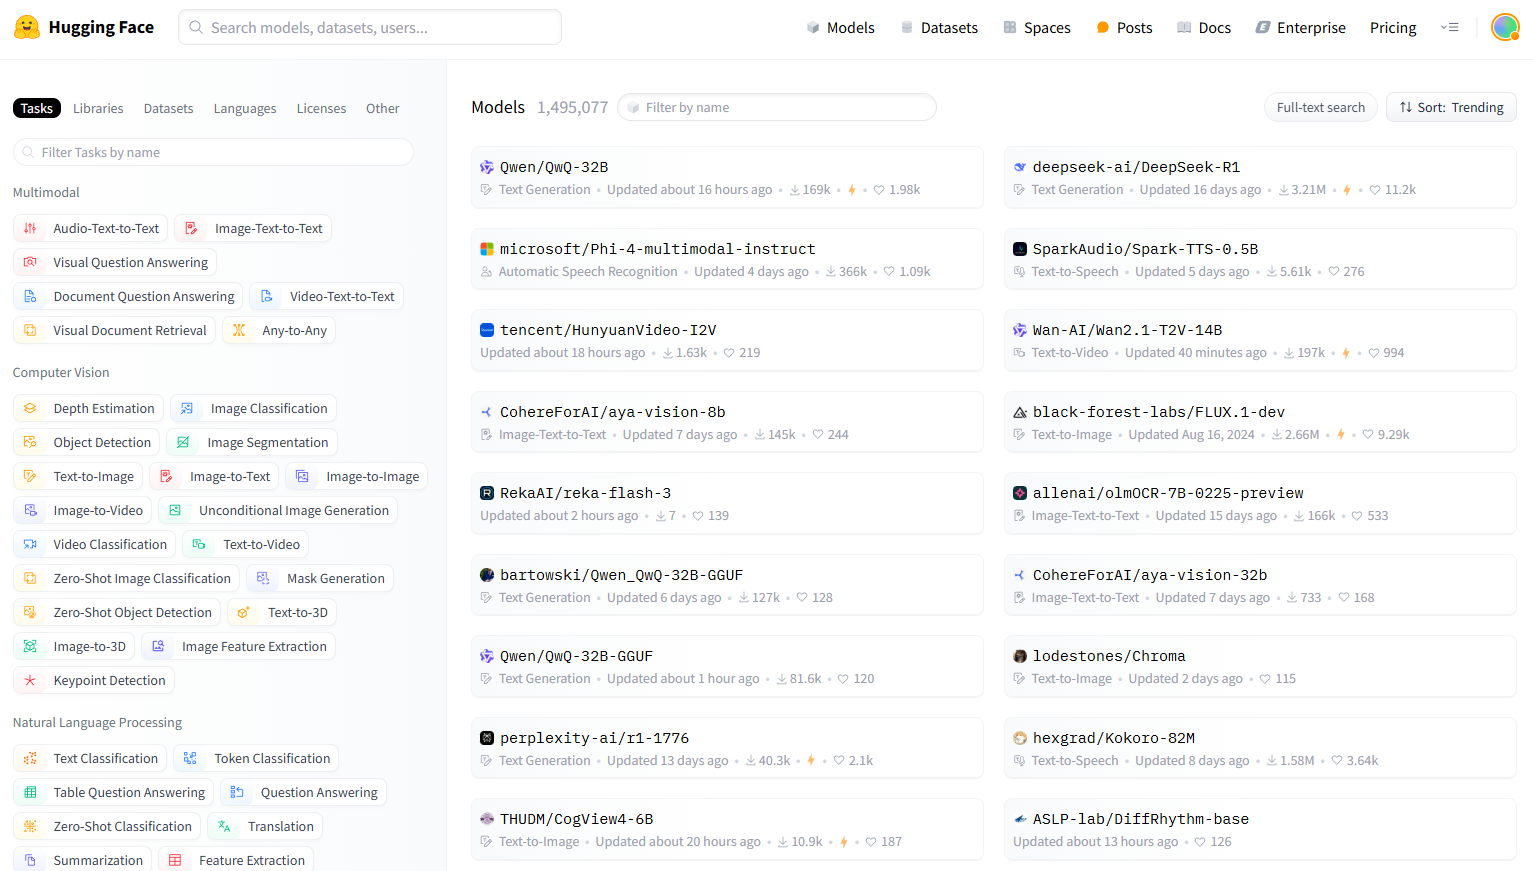 Hugging Face
Search models, datasets, users...
Models
Datasets
Spaces
Posts
Docs
Enterprise
Pricing
Tasks
Libraries
Datasets
Languages
Licenses
Other
Filter Tasks by name
Multimodal
Audio-Text-to-Text
Image-Text-to-Text
Visual Question Answering
Document Question Answering
Video-Text-to-Text
Visual Document Retrieval
Any-to-Any
Computer Vision
Depth Estimation
Image Classification
Object Detection
Image Segmentation
Text-to-Image
Image-to-Text
Image-to-Image
Image-to-Video
Unconditional Image Generation
Video Classification
Text-to-Video
Zero-Shot Image Classification
Mask Generation
Zero-Shot Object Detection
Text-to-3D
Image-to-3D
Image Feature Extraction
Keypoint Detection
Natural Language Processing
Text Classification
Token Classification
Table Question Answering
Question Answering
Zero-Shot Classification
Translation
Summarization
Feature Extraction
Models 1,495,077
Filter by name
Full-text search
Sort: Trending
Qwen/QwQ-32B
Text Generation • Updated about 16 hours ago • 169k • • 1.98k
deepseek-ai/DeepSeek-R1
Text Generation • Updated 16 days ago • 3.21M • • 11.2k
microsoft/Phi-4-multimodal-instruct
Automatic Speech Recognition • Updated 4 days ago • 366k • 1.09k
SparkAudio/Spark-TTS-0.5B
Text-to-Speech • Updated 5 days ago • 5.61k • 276
tencent/HunyuanVideo-I2V
Updated about 18 hours ago • 1.63k • 219
Wan-AI/Wan2.1-T2V-14B
Text-to-Video • Updated 40 minutes ago • 197k • • 994
CohereForAI/aya-vision-8b
Image-Text-to-Text • Updated 7 days ago • 145k • 244
black-forest-labs/FLUX.1-dev
Text-to-Image • Updated Aug 16, 2024 • 2.66M • • 9.29k
RekaAI/reka-flash-3
Updated about 2 hours ago • 7 • 139
allenai/olmOCR-7B-0225-preview
Image-Text-to-Text • Updated 15 days ago • 166k • 533
bartowski/Qwen_QwQ-32B-GGUF
Text Generation • Updated 6 days ago • 127k • 128
CohereForAI/aya-vision-32b
Image-Text-to-Text • Updated 7 days ago • 733 • 168
Qwen/QwQ-32B-GGUF
Text Generation • Updated about 1 hour ago • 81.6k • 120
lodestones/Chroma
Text-to-Image • Updated 2 days ago • 115
perplexity-ai/r1-1776
Text Generation • Updated 13 days ago • 40.3k • • 2.1k
hexgrad/Kokoro-82M
Text-to-Speech • Updated 8 days ago • 1.58M • 3.64k
THUDM/CogView4-6B
Text-to-Image • Updated about 20 hours ago • 10.9k • • 187
ASLP-lab/DiffRhythm-base
Updated about 13 hours ago • 126